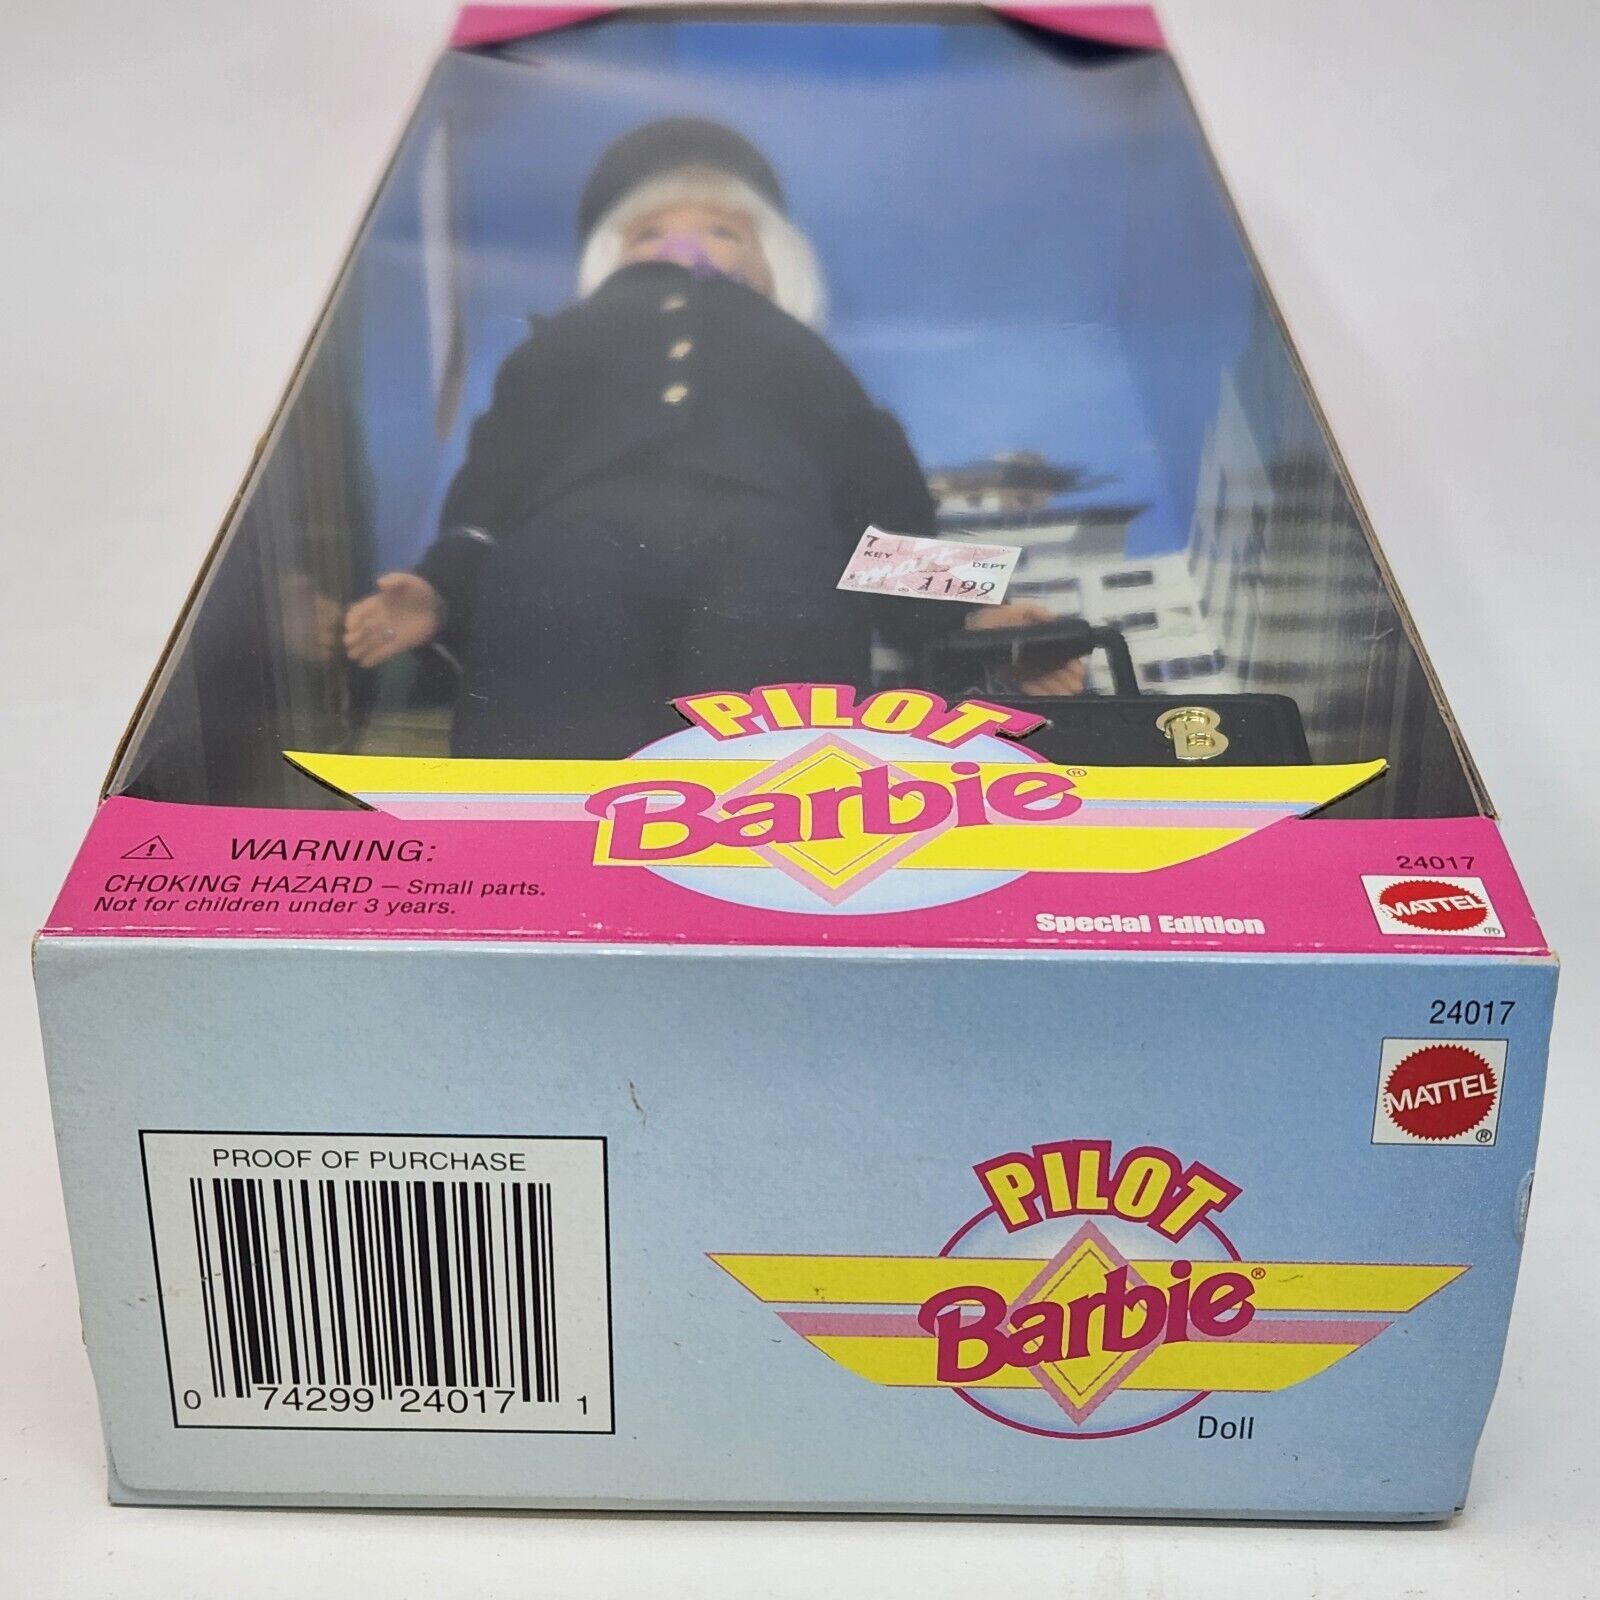 7
KEY
DEPT
mart
1199
PILOT
Barbie®
WARNING:
CHOKING HAZARD – Small parts.
Not for children under 3 years.
24017
MATTEL
®
Special Edition
24017
MATTEL
®
PROOF OF PURCHASE
0 74299 24017 1
PILOT
Barbie®
Doll
B